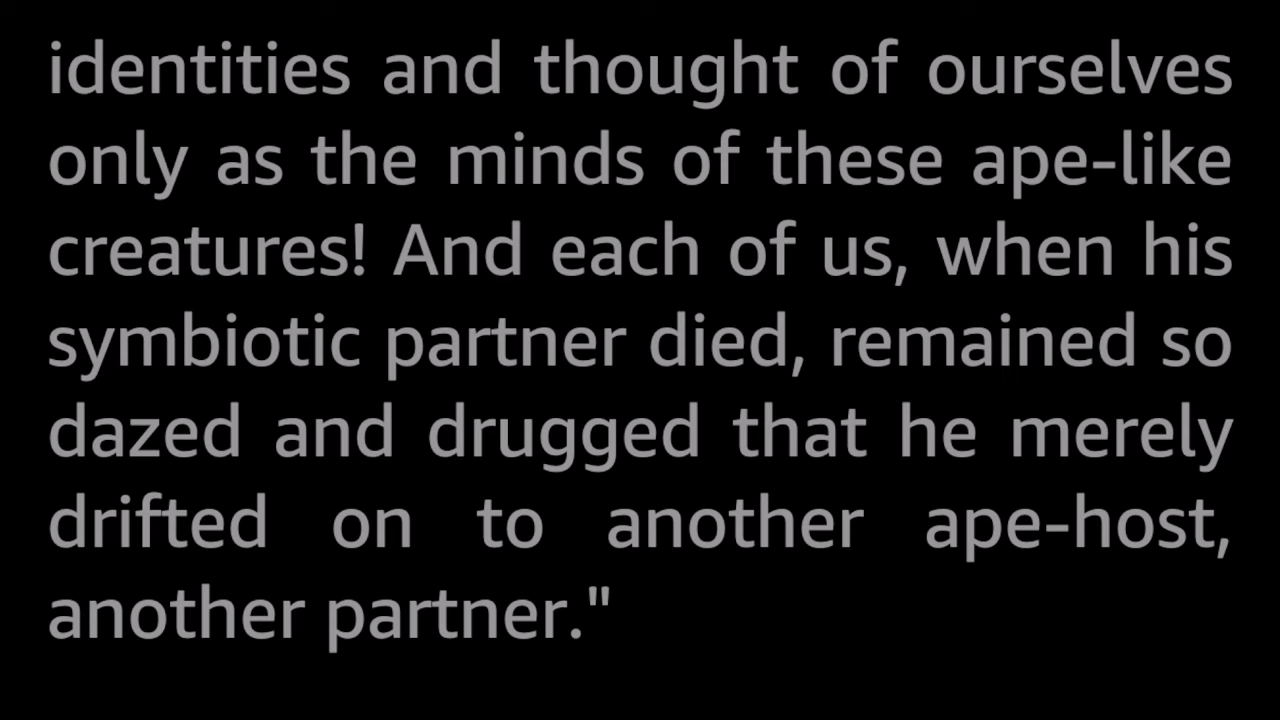 identities and thought of ourselves
only as the minds of these ape-like
creatures! And each of us, when his
symbiotic partner died, remained so
dazed and drugged that he merely
drifted on to another ape-host,
another partner."